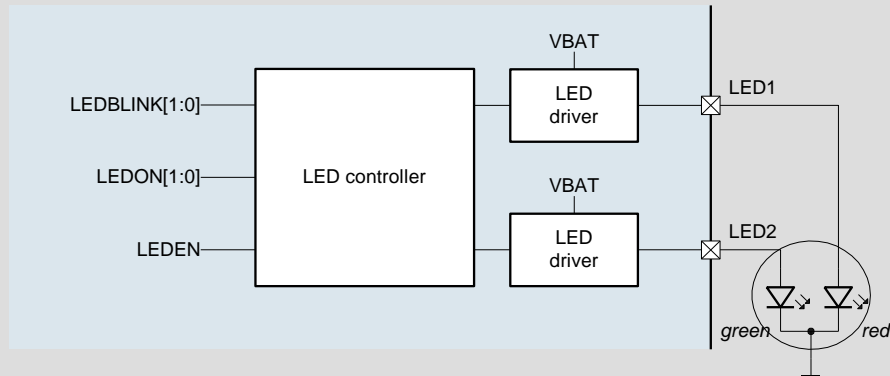 VBAT
LED1
LEDBLINK[1:0]
LED
driver
LEDON[1:0]
LED controller
VBAT
LED2
LEDEN
LED
driver
green
red